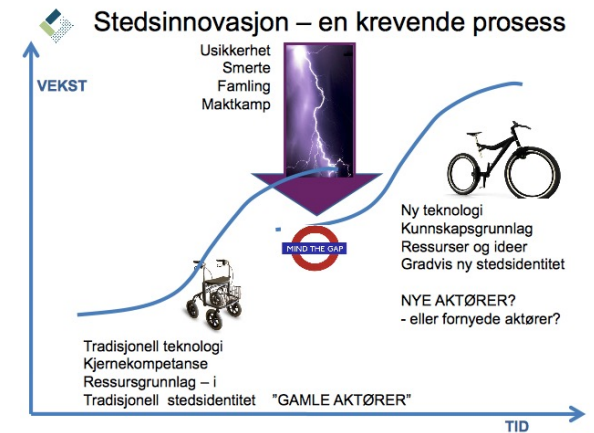 Stedsinnovasjon – en krevende prosess
VEKST
Usikkerhet
Smerte
Famling
Maktkamp
MIND THE GAP
Ny teknologi
Kunnskapsgrunnlag
Ressurser og ideer
Gradvis ny stedsidentitet
NYE AKTØRER?
- eller fornyede aktører?
Tradisjonell teknologi
Kjernekompetanse
Ressursgrunnlag – i
Tradisjonell stedsidentitet "GAMLE AKTØRER"
TID